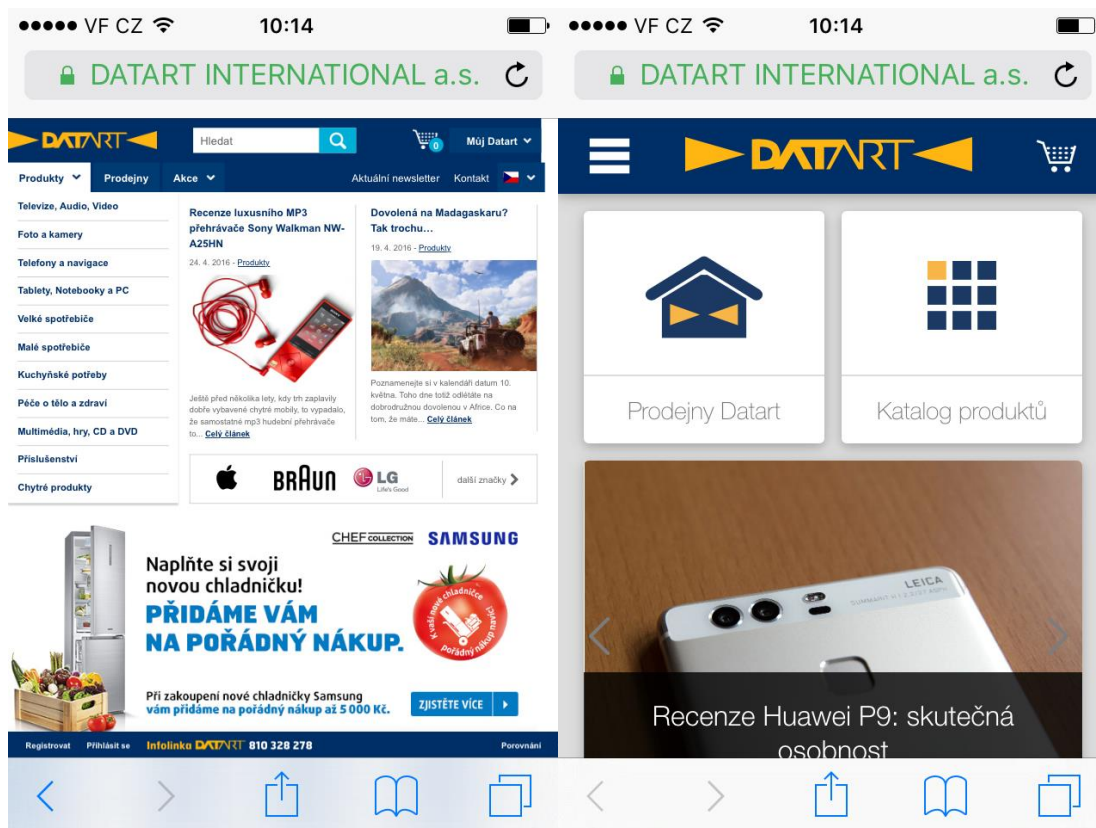 VF CZ 10:14
DATART INTERNATIONAL a.s.
DATART
Hledat
0
Můj Datart
Produkty
Prodejny
Akce
Aktuální newsletter
Kontakt
Televize, Audio, Video
Foto a kamery
Telefony a navigace
Tablety, Notebooky a PC
Velké spotřebiče
Malé spotřebiče
Kuchyňské potřeby
Péče o tělo a zdraví
Multimédia, hry, CD a DVD
Příslušenství
Chytré produkty
Recenze luxusního MP3
přehrávače Sony Walkman NW-
A25HN
24. 4. 2016 - Produkty
Ještě před několika lety, kdy trh zaplavily
dobře vybavené chytré mobily, to vypadalo,
že samostatné mp3 hudební přehrávače
to... Celý článek
Dovolená na Madagaskaru?
Tak trochu…
19. 4. 2016 - Produkty
Poznamenejte si v kalendáři datum 10.
května. Toho dne totiž odlétáte na
dobrodružnou dovolenou v Africe. Co na
tom, že máte... Celý článek
BRAUN
LG
Life's Good
další značky
CHEF COLLECTION SAMSUNG
Naplňte si svoji
novou chladničku!
PŘIDÁME VÁM
NA POŘÁDNÝ NÁKUP.
K vaší nové chladničce
pořádný nákup navíc
Při zakoupení nové chladničky Samsung
vám přidáme na pořádný nákup až 5 000 Kč.
ZJISTĚTE VÍCE
Registrovat Přihlásit se Infolinka DATART 810 328 278 Porovnání
VF CZ 10:14
DATART INTERNATIONAL a.s.
DATART
Prodejny Datart
Katalog produktů
LEICA
Recenze Huawei P9: skutečná
osobnost